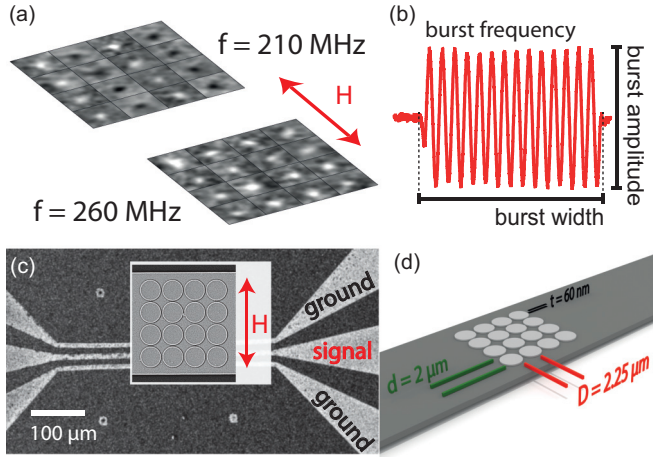 (a)
f = 210 MHz
H
f = 260 MHz
(b)
burst frequency
burst amplitude
burst width
(c)
H
ground
signal
ground
100 μm
(d)
t = 60 nm
d = 2 μm
D = 2.25 μm